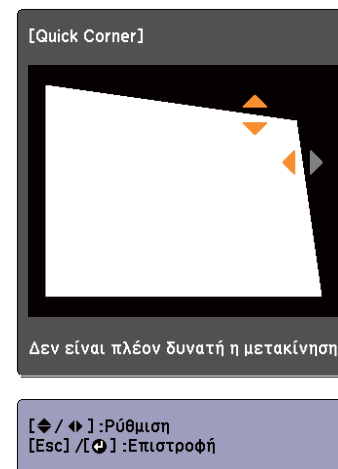 [Quick Corner]
Δεν είναι πλέον δυνατή η μετακίνηση
[ / ] :Ρύθμιση
[Esc] /[ ] :Επιστροφή